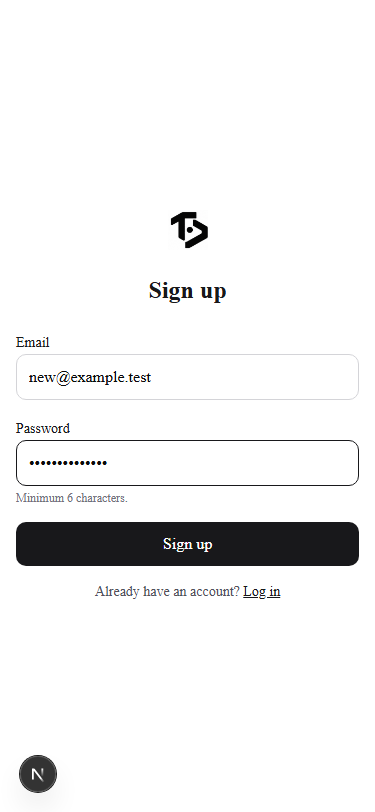 Sign up
Email
new@example.test
Password
••••••••••••••
Minimum 6 characters.
Sign up
Already have an account? Log in
N